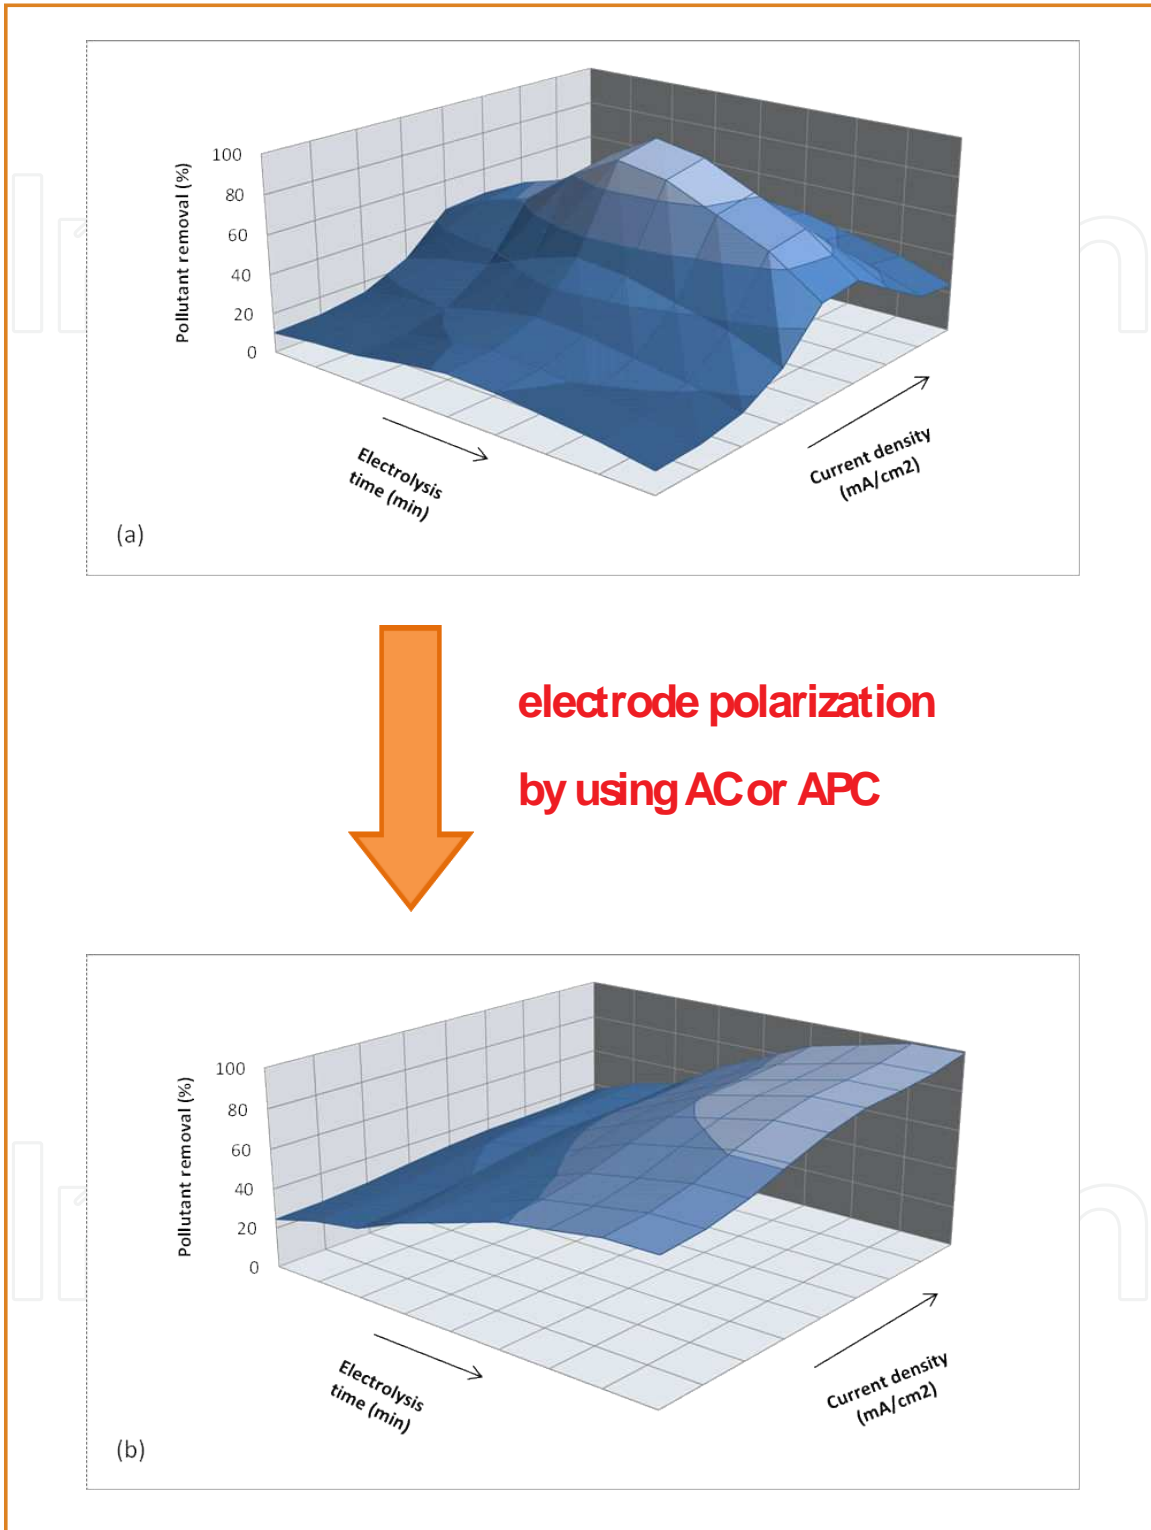 100
80
60
40
20
0
Pollutant removal (%)
Electrolysis
time (min)
Current density
(mA/cm2)
(a)
electrode polarization
by using AC or APC
100
80
60
40
20
0
Pollutant removal (%)
Electrolysis
time (min)
Current density
(mA/cm2)
(b)